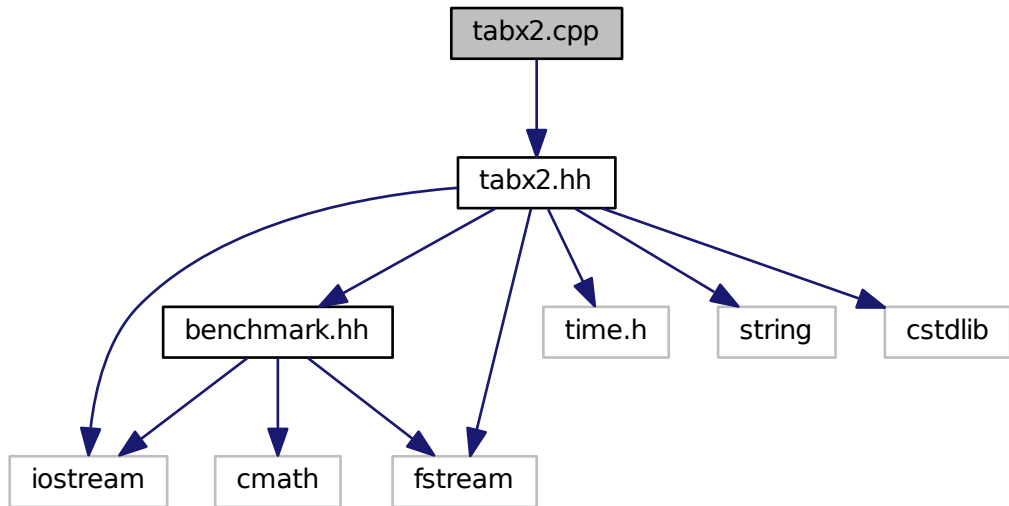 tabx2.cpp
tabx2.hh
benchmark.hh
time.h
string
cstdlib
iostream
cmath
fstream